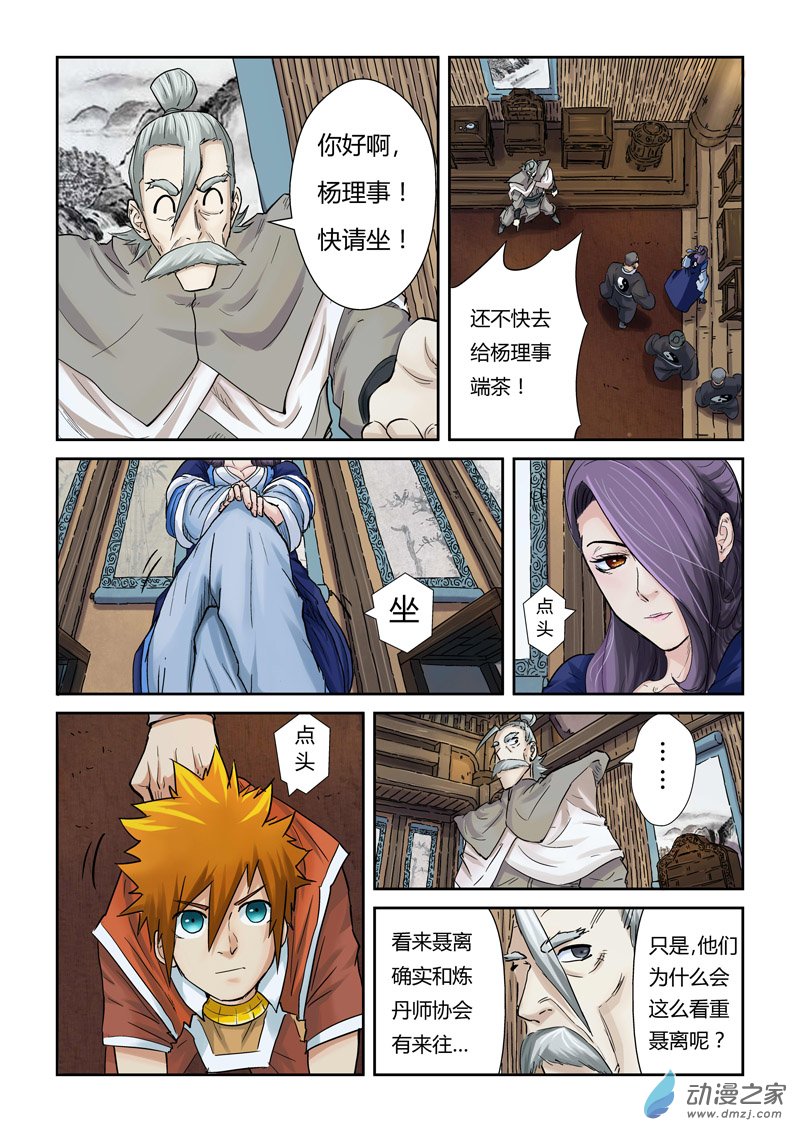 你好啊，
杨理事！
快请坐！
还不快去
给杨理事
端茶！
坐
点
头
点
头
……
看来聂离
确实和炼
丹师协会
有来往…
只是，他们
为什么会
这么看重
聂离呢？
动漫之家
www.dmzj.com